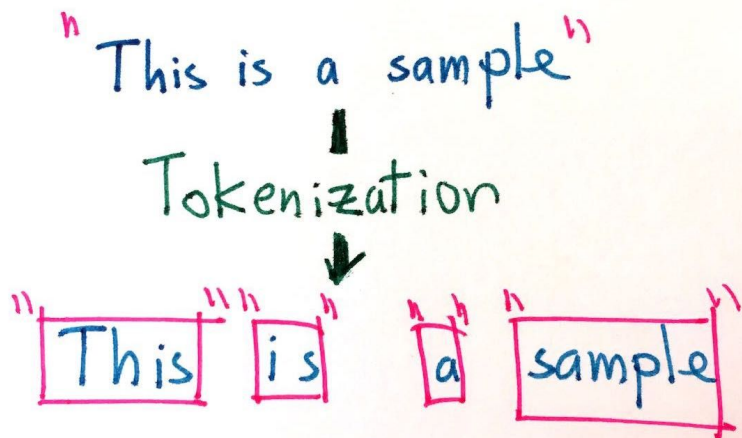 "This is a sample"
Tokenization
"This" "is" "a" "sample"